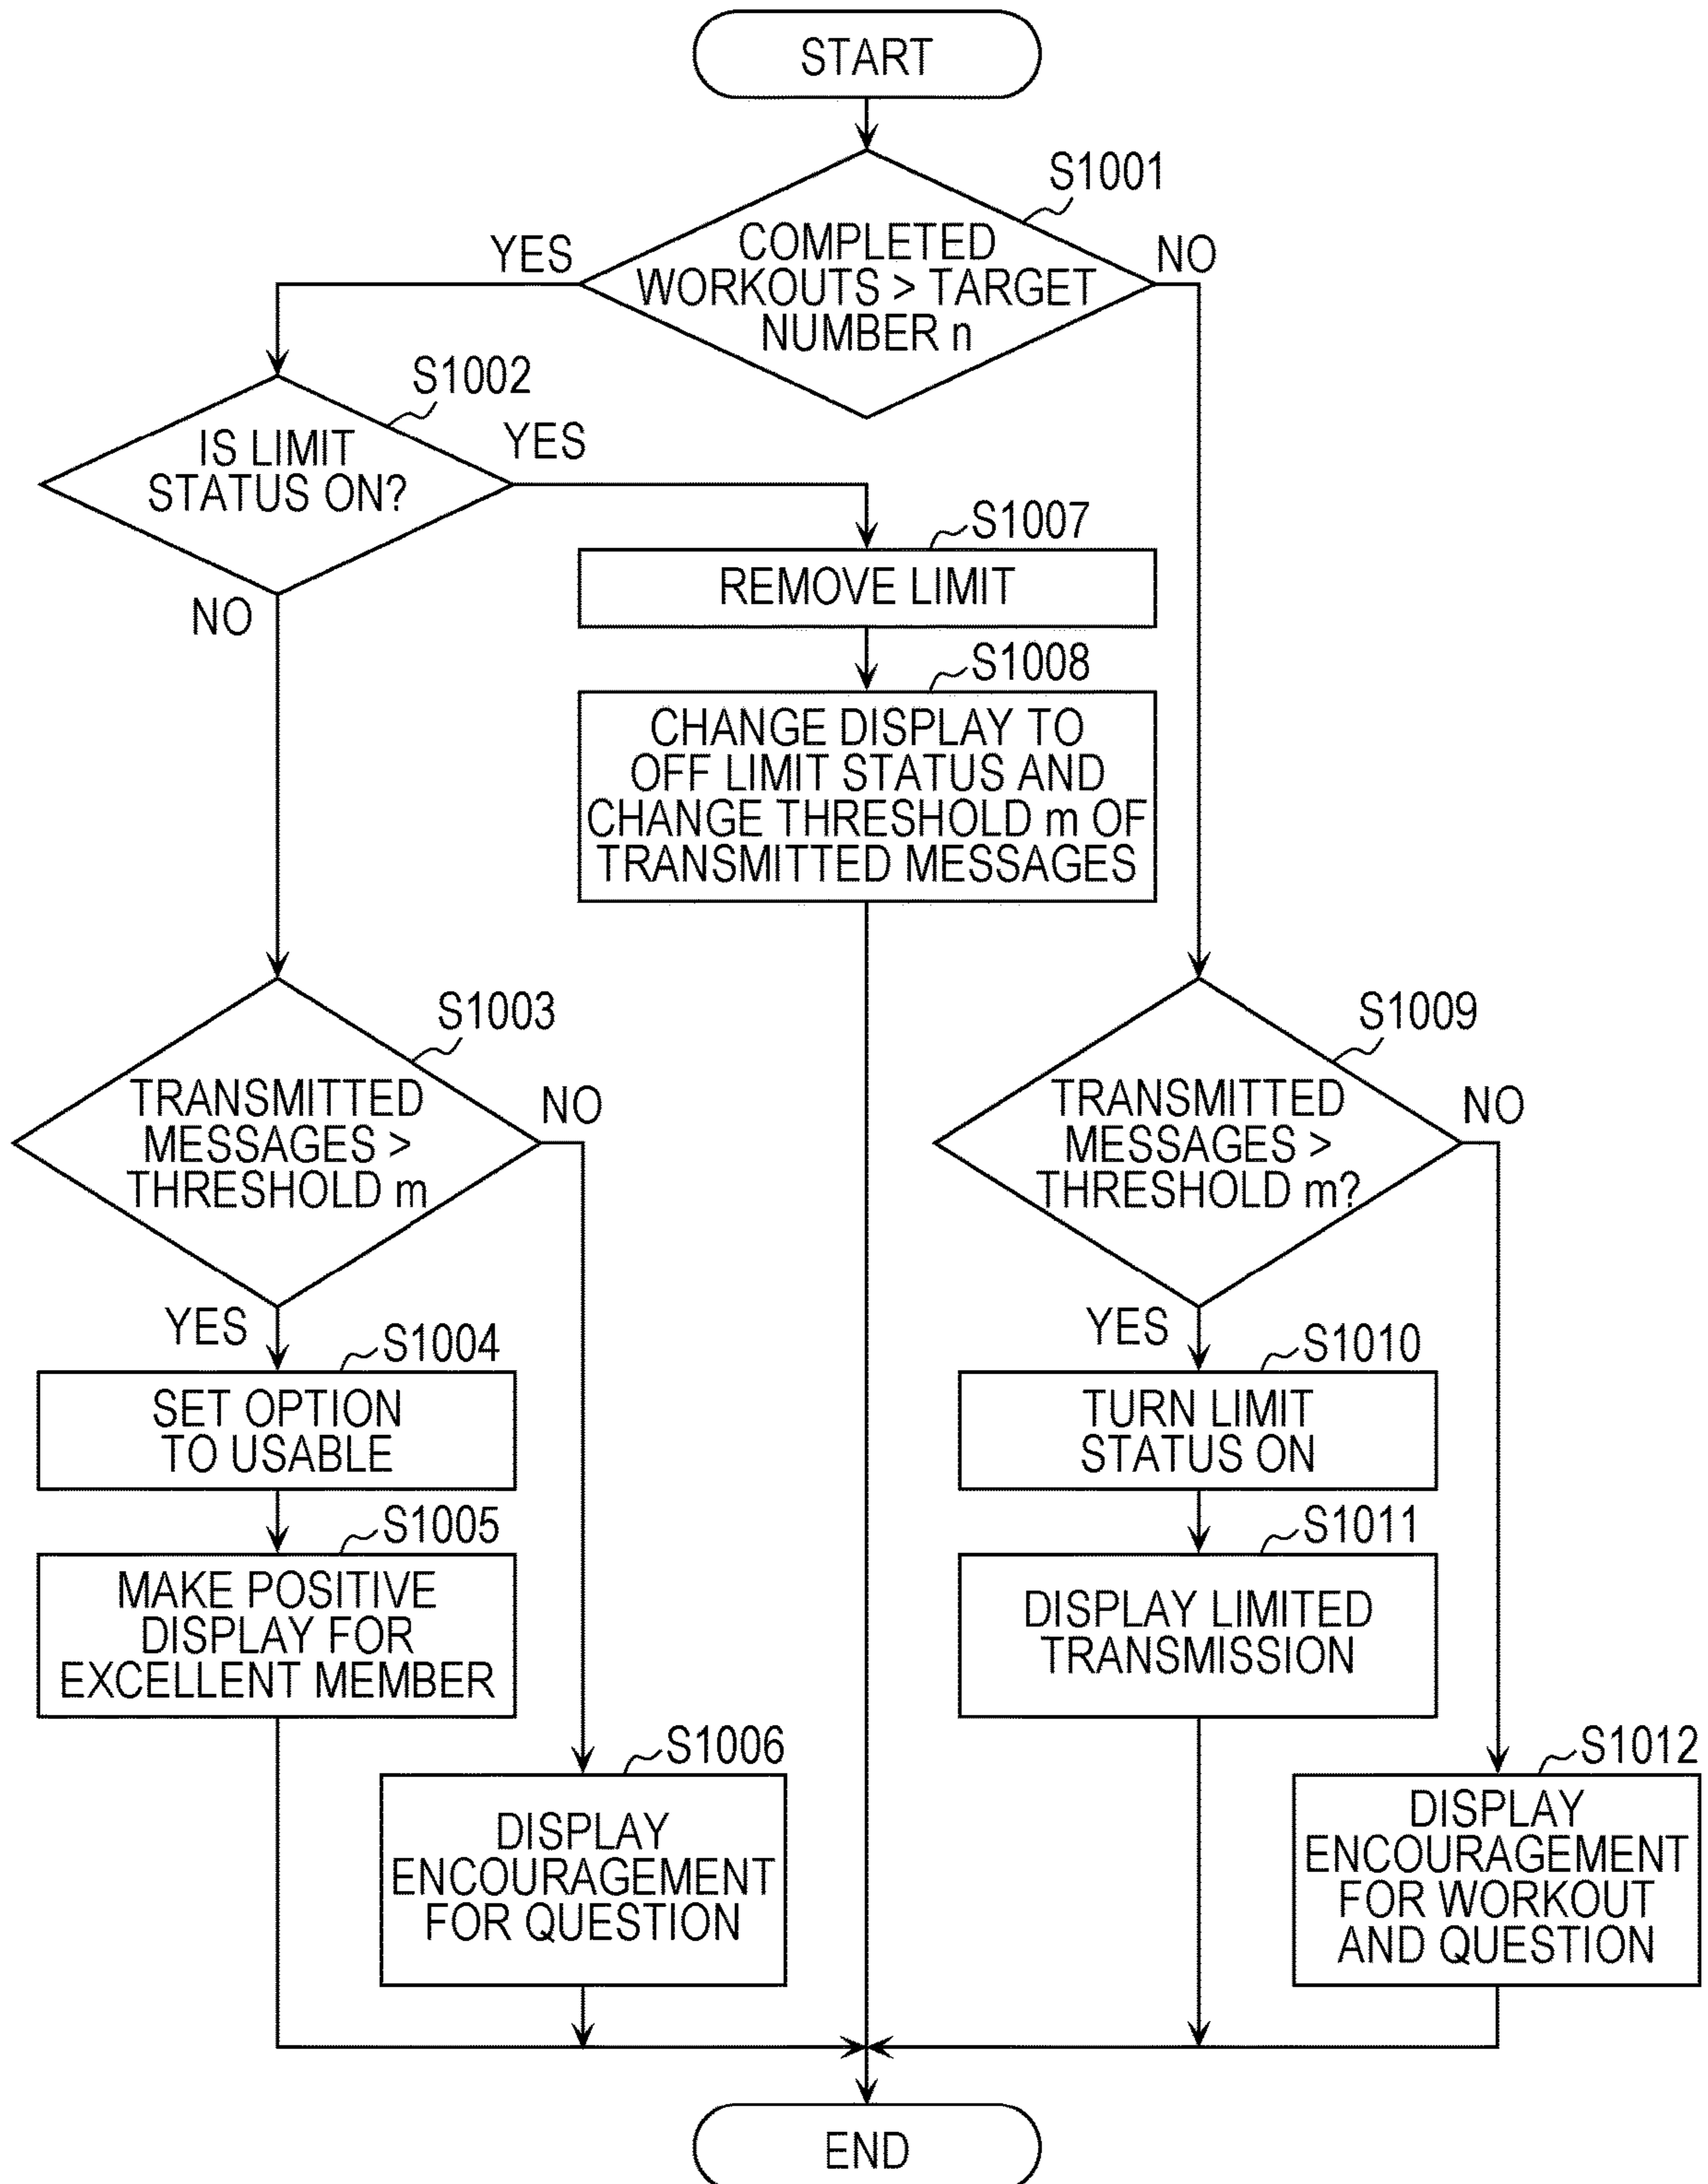 START
S1001
COMPLETED
WORKOUTS > TARGET
NUMBER n
YES
NO
S1002
IS LIMIT
STATUS ON?
YES
NO
S1007
REMOVE LIMIT
S1008
CHANGE DISPLAY TO
OFF LIMIT STATUS AND
CHANGE THRESHOLD m OF
TRANSMITTED MESSAGES
S1003
TRANSMITTED
MESSAGES >
THRESHOLD m
NO
YES
S1009
TRANSMITTED
MESSAGES >
THRESHOLD m?
NO
YES
S1004
SET OPTION
TO USABLE
S1010
TURN LIMIT
STATUS ON
S1005
MAKE POSITIVE
DISPLAY FOR
EXCELLENT MEMBER
S1011
DISPLAY LIMITED
TRANSMISSION
S1006
DISPLAY
ENCOURAGEMENT
FOR QUESTION
S1012
DISPLAY
ENCOURAGEMENT
FOR WORKOUT
AND QUESTION
END